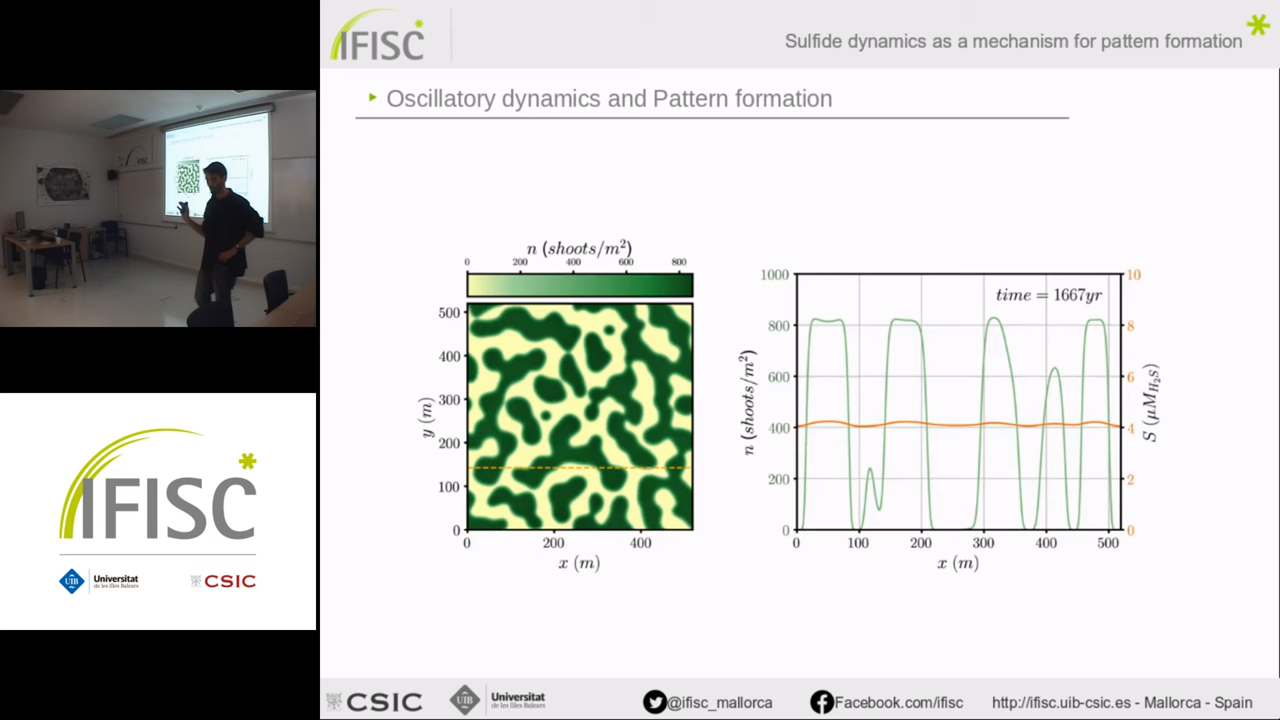 IFISC
Sulfide dynamics as a mechanism for pattern formation
Oscillatory dynamics and Pattern formation
n (shoots/m²)
0 200 400 600 800
500
400
300
200
100
0
y (m)
0 200 400
x (m)
1000
800
600
400
200
0
n (shoots/m²)
time = 1667yr
10
8
6
4
2
0
S (μM_{H₂S})
0 100 200 300 400 500
x (m)
IFISC
UIB
Universitat
de les Illes Balears
CSIC
CSIC
UIB
Universitat
de les Illes Balears
@ifisc_mallorca
Facebook.com/ifisc
http://ifisc.uib-csic.es - Mallorca - Spain